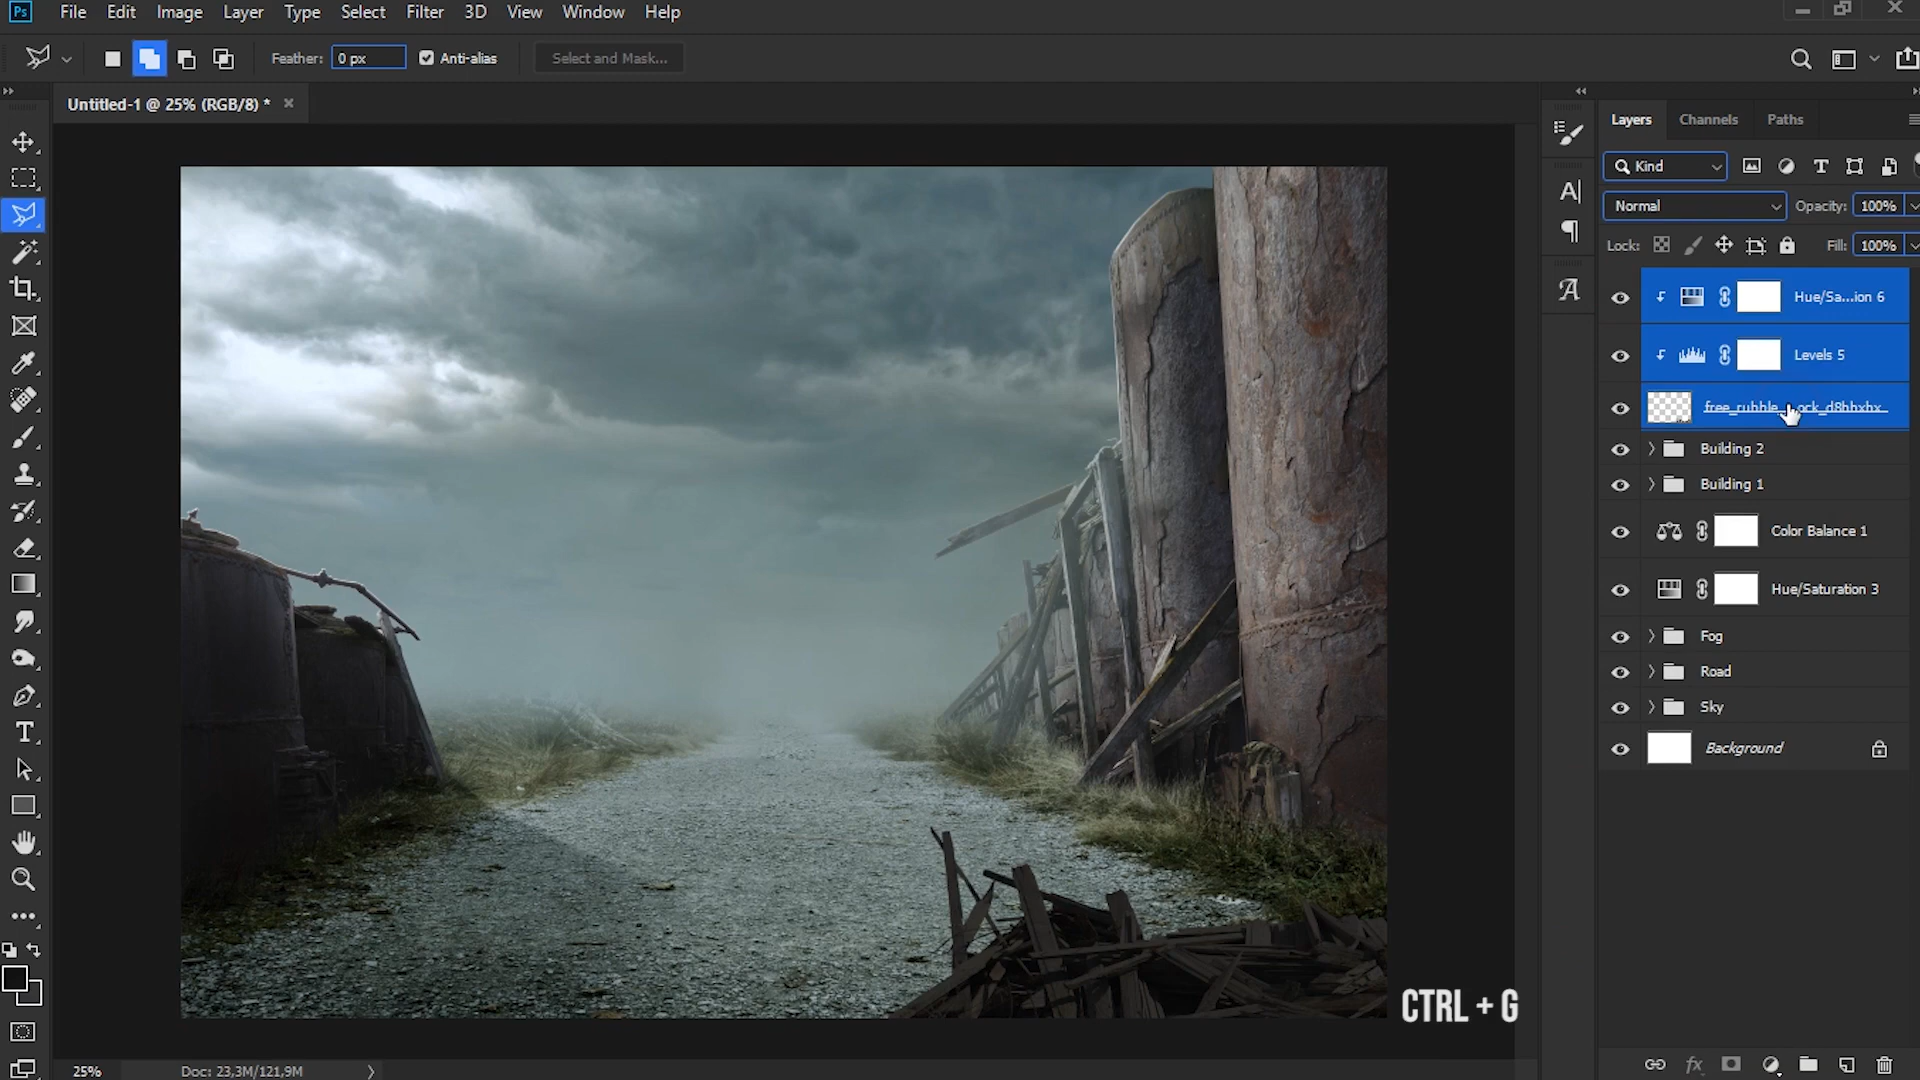 Ps File Edit Image Layer Type Select Filter 3D View Window Help
Feather: 0 px Anti-alias Select and Mask...
Untitled-1 @ 25% (RGB/8) *
Layers Channels Paths
Kind
Normal Opacity: 100%
Lock: Fill: 100%
Hue/Sa...ion 6
Levels 5
Building 2
Building 1
Color Balance 1
Hue/Saturation 3
Fog
Road
Sky
Background
CTRL + G
25% Doc: 23,3M/121,9M